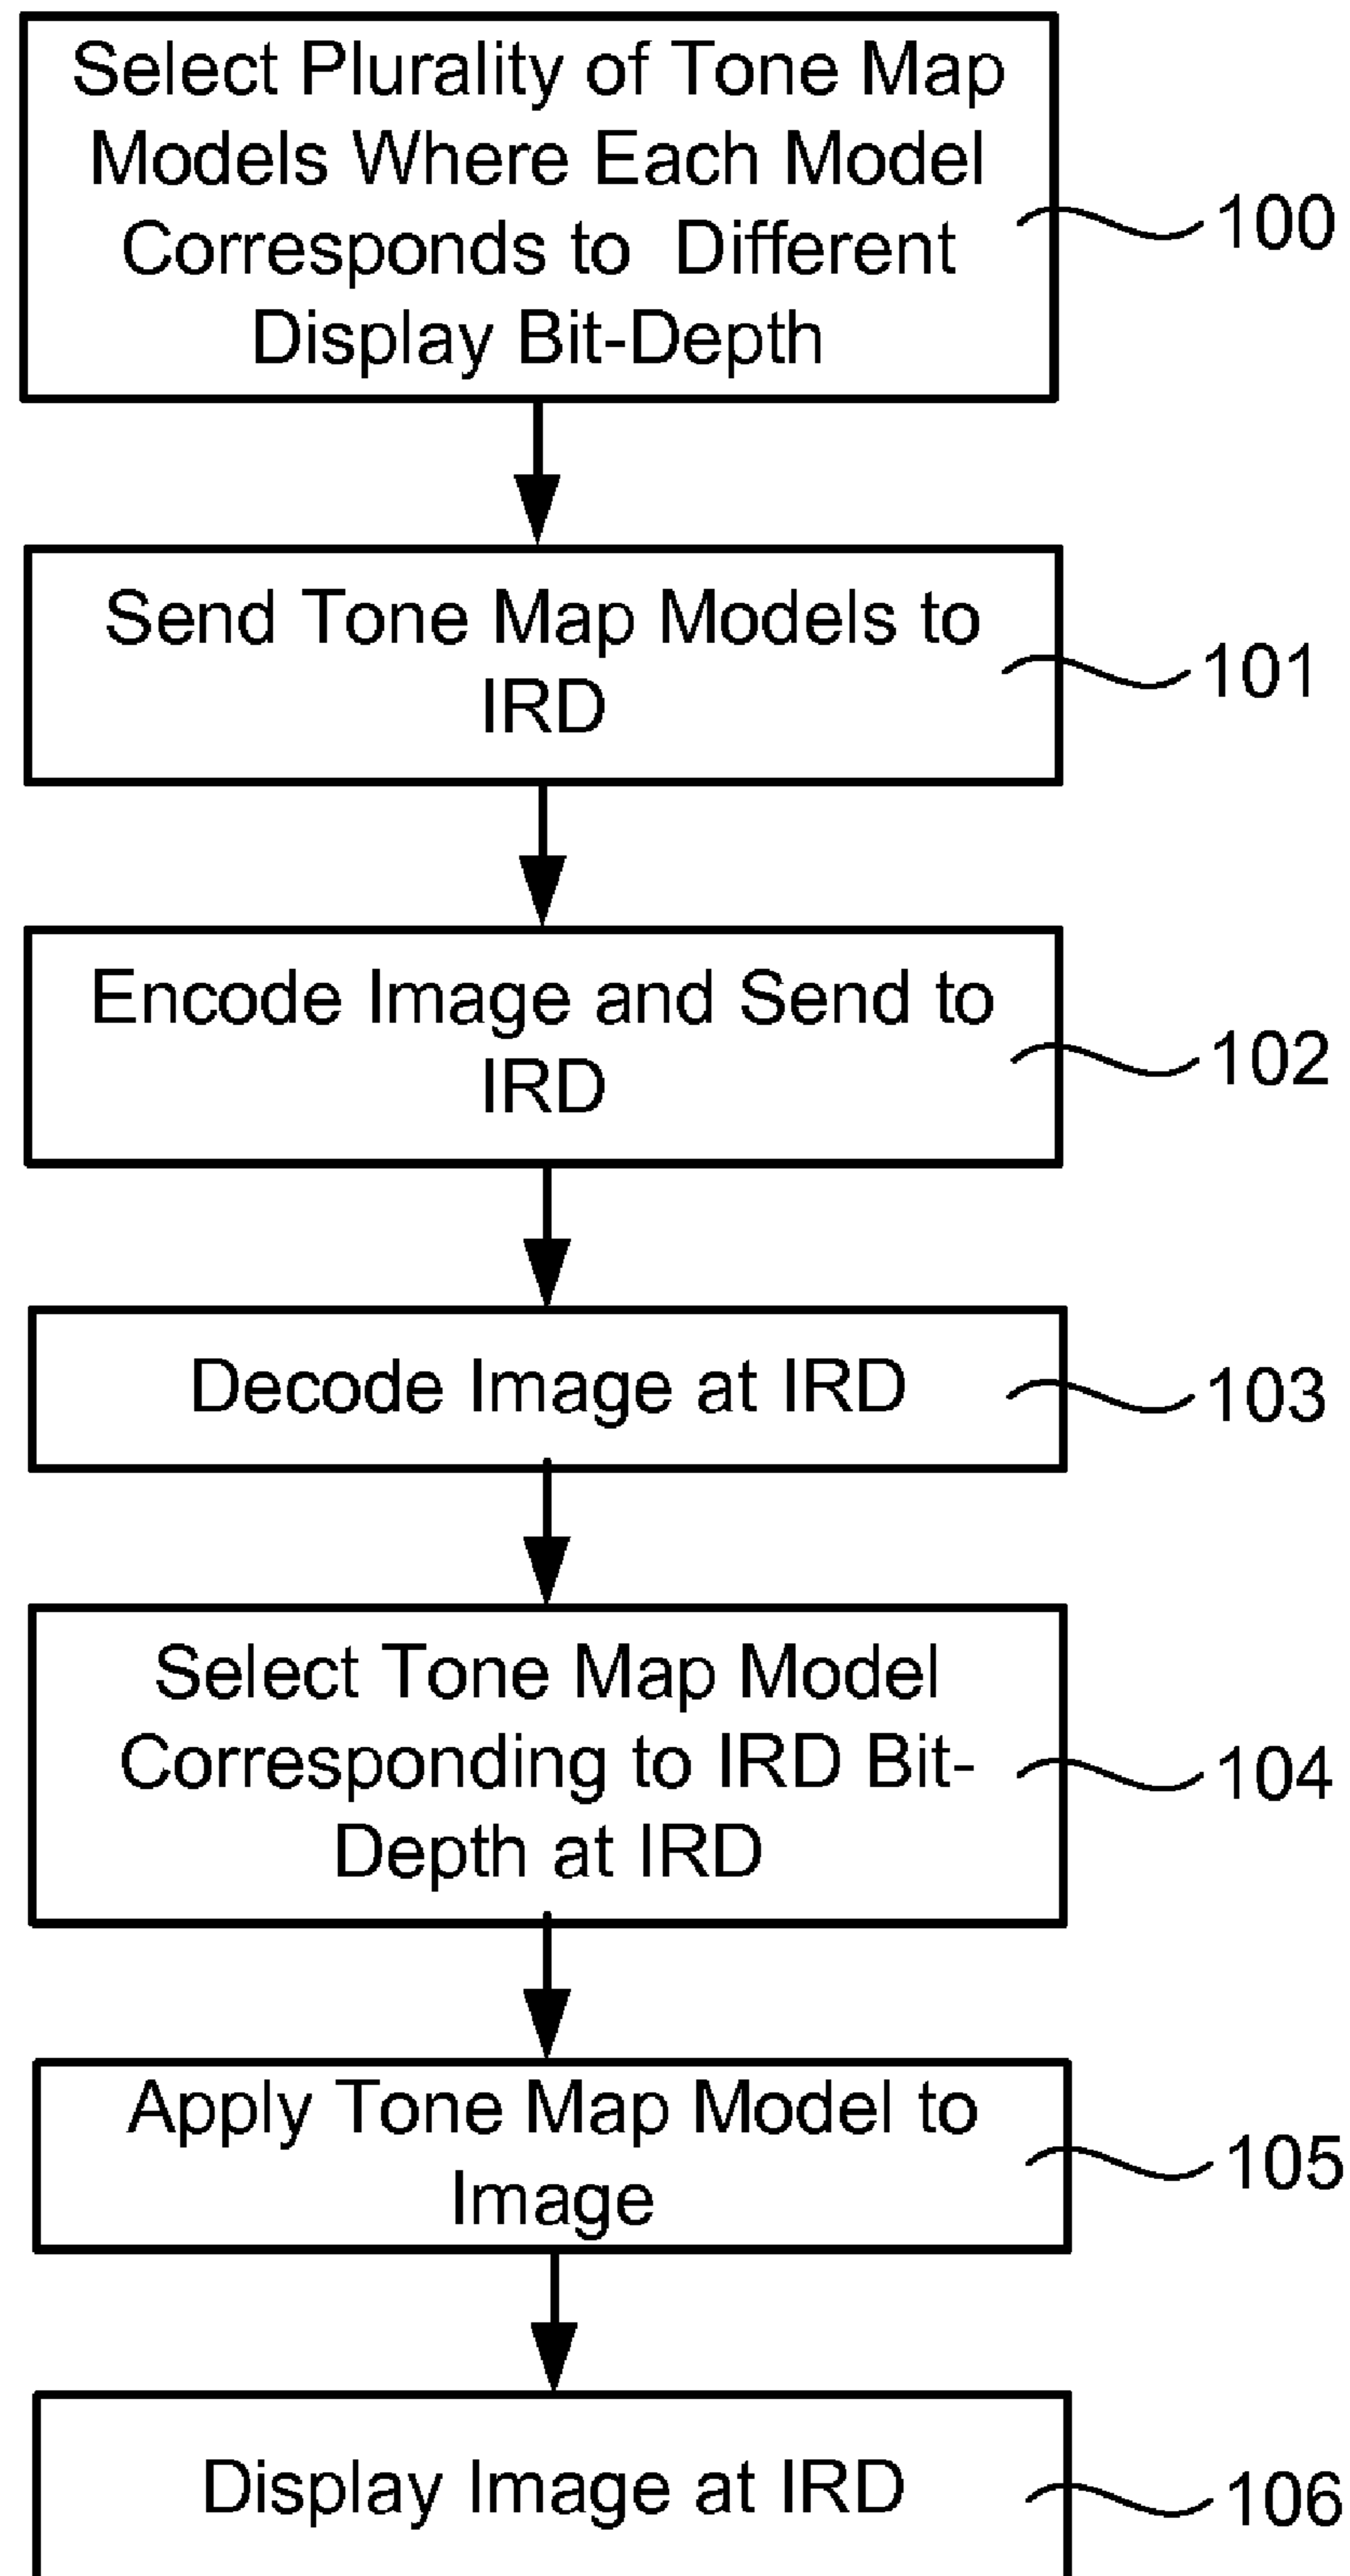 Select Plurality of Tone Map
Models Where Each Model
Corresponds to Different
Display Bit-Depth
100
Send Tone Map Models to
IRD
101
Encode Image and Send to
IRD
102
Decode Image at IRD
103
Select Tone Map Model
Corresponding to IRD Bit-
Depth at IRD
104
Apply Tone Map Model to
Image
105
Display Image at IRD
106